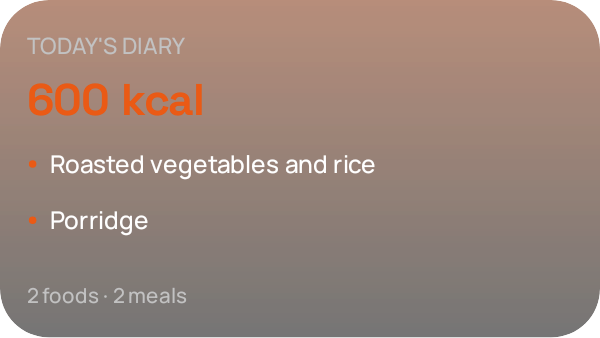 TODAY'S DIARY
600 kcal
• Roasted vegetables and rice
• Porridge
2 foods · 2 meals